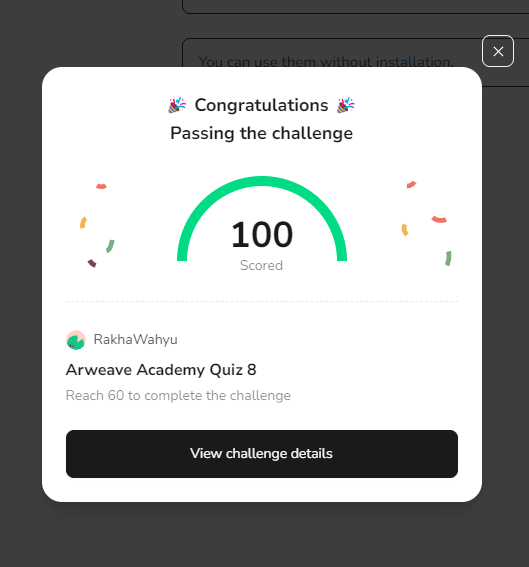 You can use them without installation.
🎉 Congratulations 🎉
Passing the challenge
100
Scored
RakhaWahyu
Arweave Academy Quiz 8
Reach 60 to complete the challenge
View challenge details